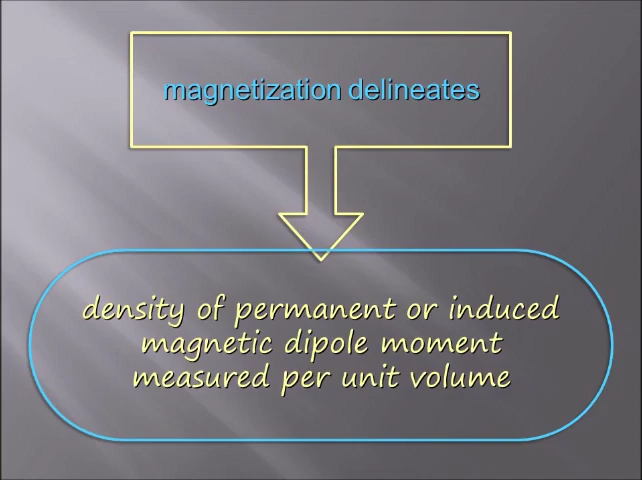 magnetization delineates
density of permanent or induced
magnetic dipole moment
measured per unit volume